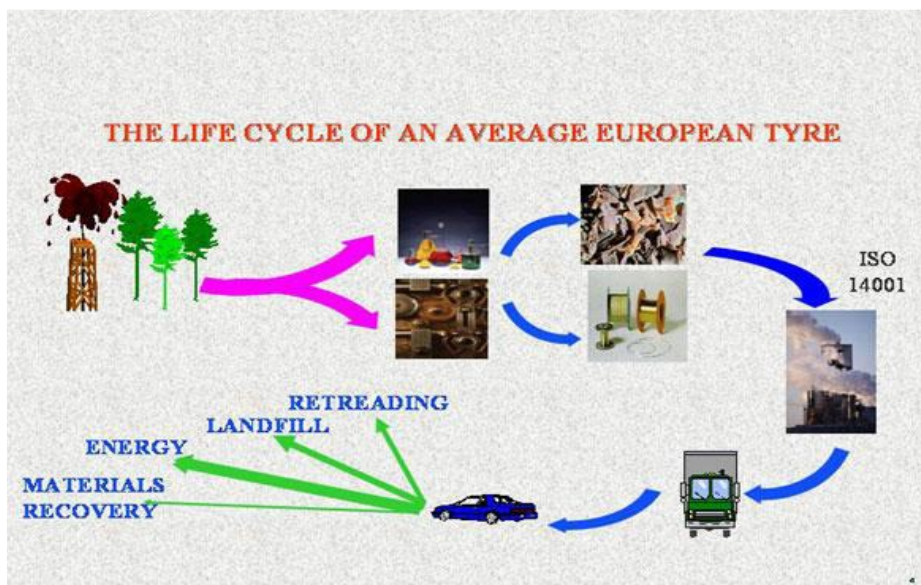 THE LIFE CYCLE OF AN AVERAGE EUROPEAN TYRE
ISO
14001
RETREADING
LANDFILL
ENERGY
MATERIALS
RECOVERY